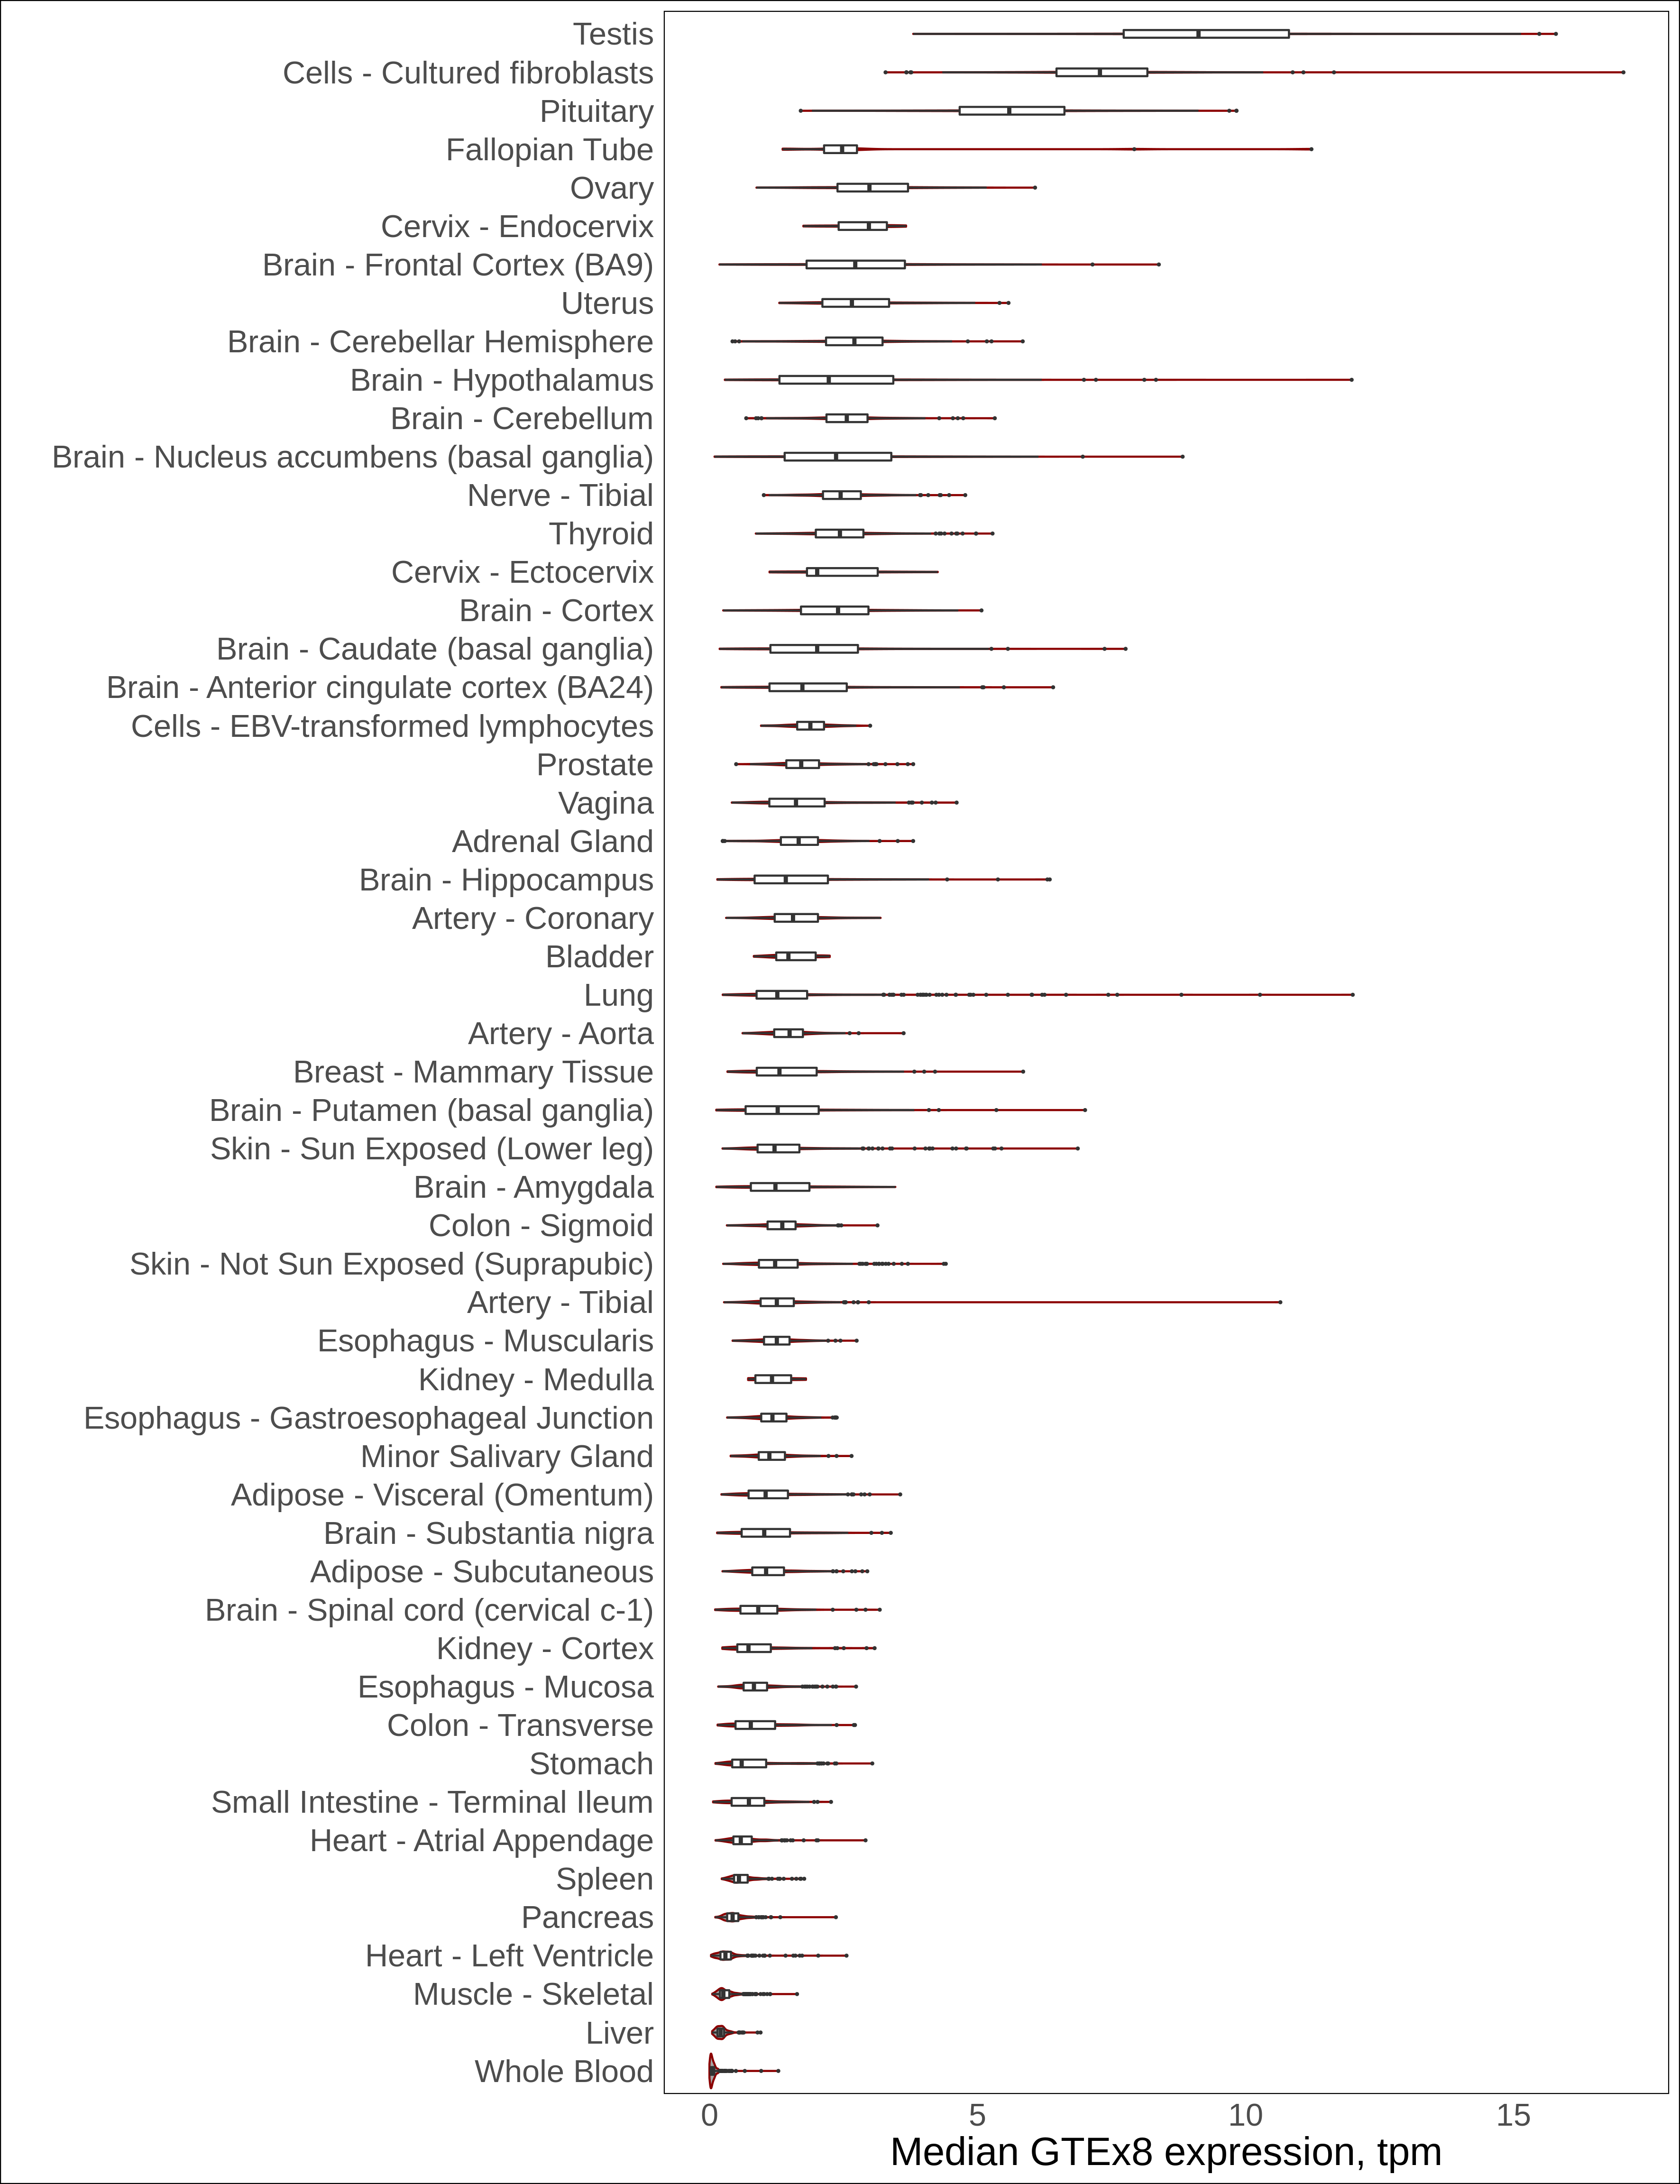 Testis
Cells - Cultured fibroblasts
Pituitary
Fallopian Tube
Ovary
Cervix - Endocervix
Brain - Frontal Cortex (BA9)
Uterus
Brain - Cerebellar Hemisphere
Brain - Hypothalamus
Brain - Cerebellum
Brain - Nucleus accumbens (basal ganglia)
Nerve - Tibial
Thyroid
Cervix - Ectocervix
Brain - Cortex
Brain - Caudate (basal ganglia)
Brain - Anterior cingulate cortex (BA24)
Cells - EBV-transformed lymphocytes
Prostate
Vagina
Adrenal Gland
Brain - Hippocampus
Artery - Coronary
Bladder
Lung
Artery - Aorta
Breast - Mammary Tissue
Brain - Putamen (basal ganglia)
Skin - Sun Exposed (Lower leg)
Brain - Amygdala
Colon - Sigmoid
Skin - Not Sun Exposed (Suprapubic)
Artery - Tibial
Esophagus - Muscularis
Kidney - Medulla
Esophagus - Gastroesophageal Junction
Minor Salivary Gland
Adipose - Visceral (Omentum)
Brain - Substantia nigra
Adipose - Subcutaneous
Brain - Spinal cord (cervical c-1)
Kidney - Cortex
Esophagus - Mucosa
Colon - Transverse
Stomach
Small Intestine - Terminal Ileum
Heart - Atrial Appendage
Spleen
Pancreas
Heart - Left Ventricle
Muscle - Skeletal
Liver
Whole Blood
0 5 10 15
Median GTEx8 expression, tpm